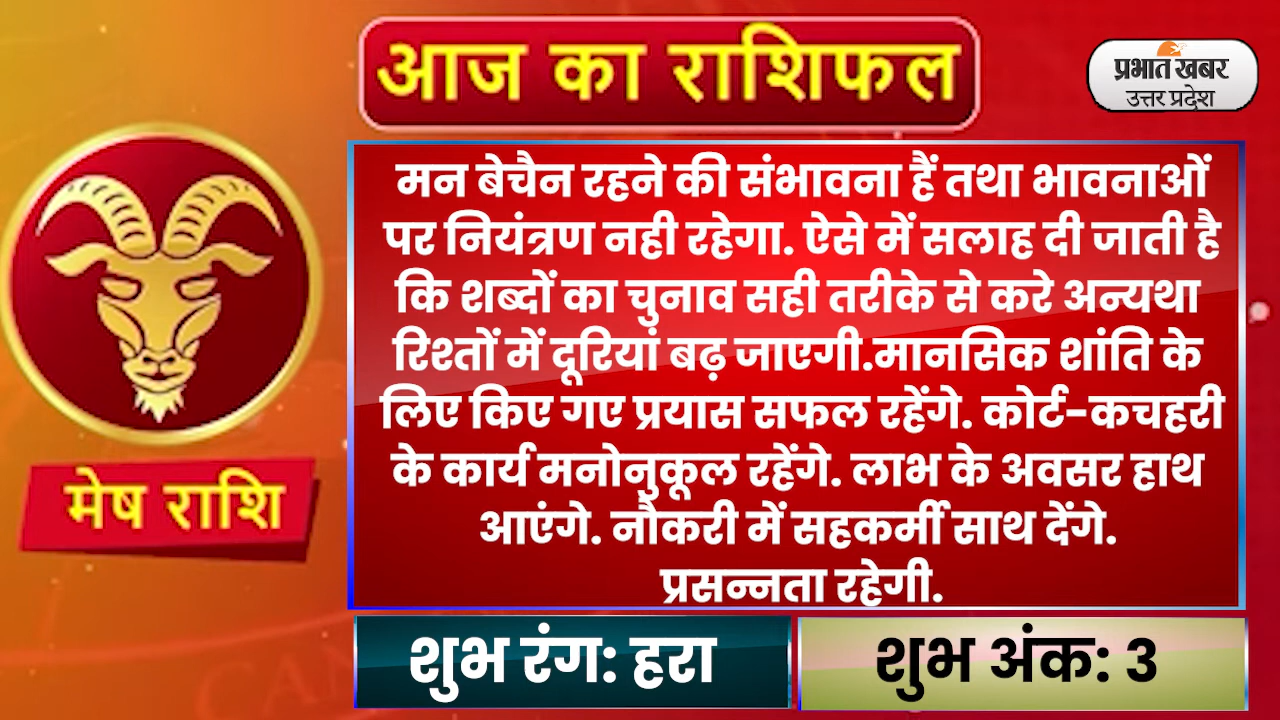 आज का राशिफल
प्रभात खबर
उत्तर प्रदेश
मन बेचैन रहने की संभावना हैं तथा भावनाओं
पर नियंत्रण नही रहेगा. ऐसे में सलाह दी जाती है
कि शब्दों का चुनाव सही तरीके से करे अन्यथा
रिश्तों में दूरियां बढ़ जाएगी.मानसिक शांति के
लिए किए गए प्रयास सफल रहेंगे. कोर्ट-कचहरी
के कार्य मनोनुकूल रहेंगे. लाभ के अवसर हाथ
आएंगे. नौकरी में सहकर्मी साथ देंगे.
प्रसन्नता रहेगी.
मेष राशि
शुभ रंग: हरा
शुभ अंक: 3